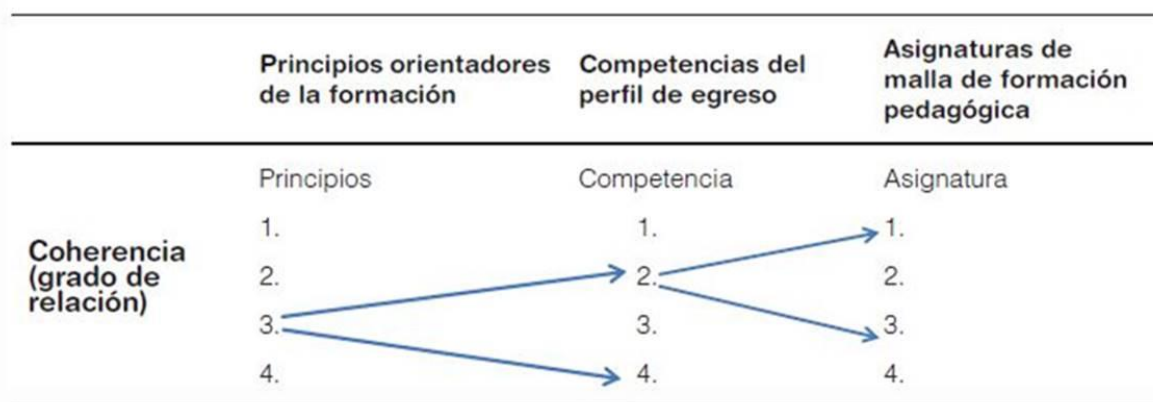 Principios orientadores
de la formación
Competencias del
perfil de egreso
Asignaturas de
malla de formación
pedagógica
Coherencia
(grado de
relación)
Principios
1.
2.
3.
4.
Competencia
1.
2.
3.
4.
Asignatura
1.
2.
3.
4.